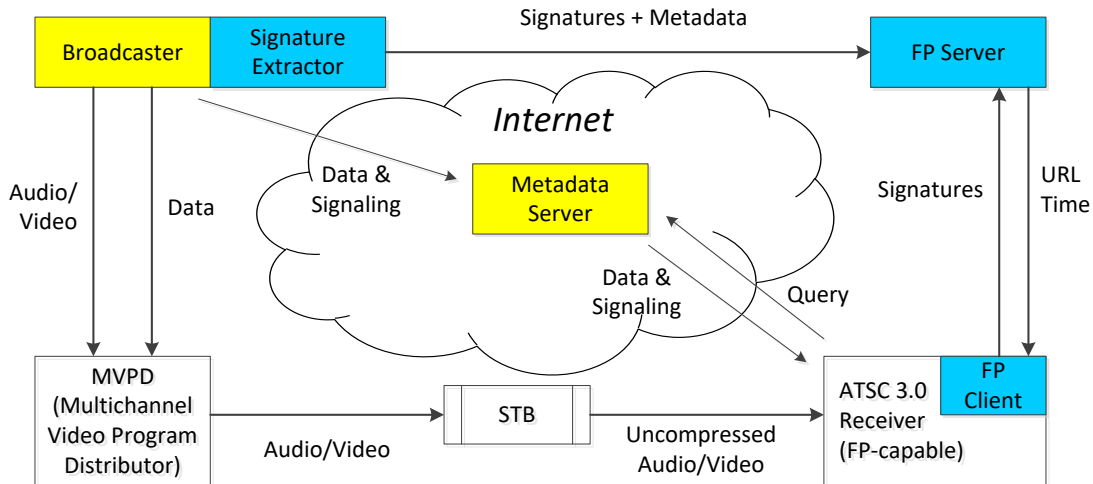 Signatures + Metadata
Broadcaster
Signature
Extractor
FP Server
Internet
Data &
Signaling
Metadata
Server
Audio/
Video
Data
Signatures
URL
Time
Data &
Signaling
Query
MVPD
(Multichannel
Video Program
Distributor)
Audio/Video
STB
Uncompressed
Audio/Video
ATSC 3.0
Receiver
(FP-capable)
FP
Client